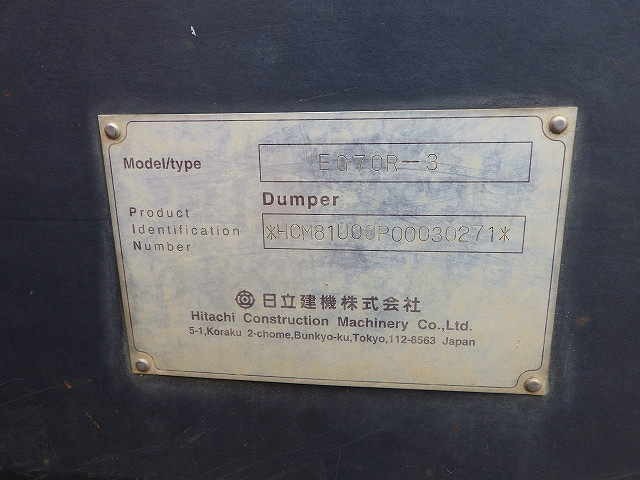 Model/type EG70R-3
Dumper
Product
Identification *HCM81U00P00030271*
Number
日立建機株式会社
Hitachi Construction Machinery Co.,Ltd.
5-1,Koraku 2-chome,Bunkyo-ku,Tokyo,112-8563 Japan